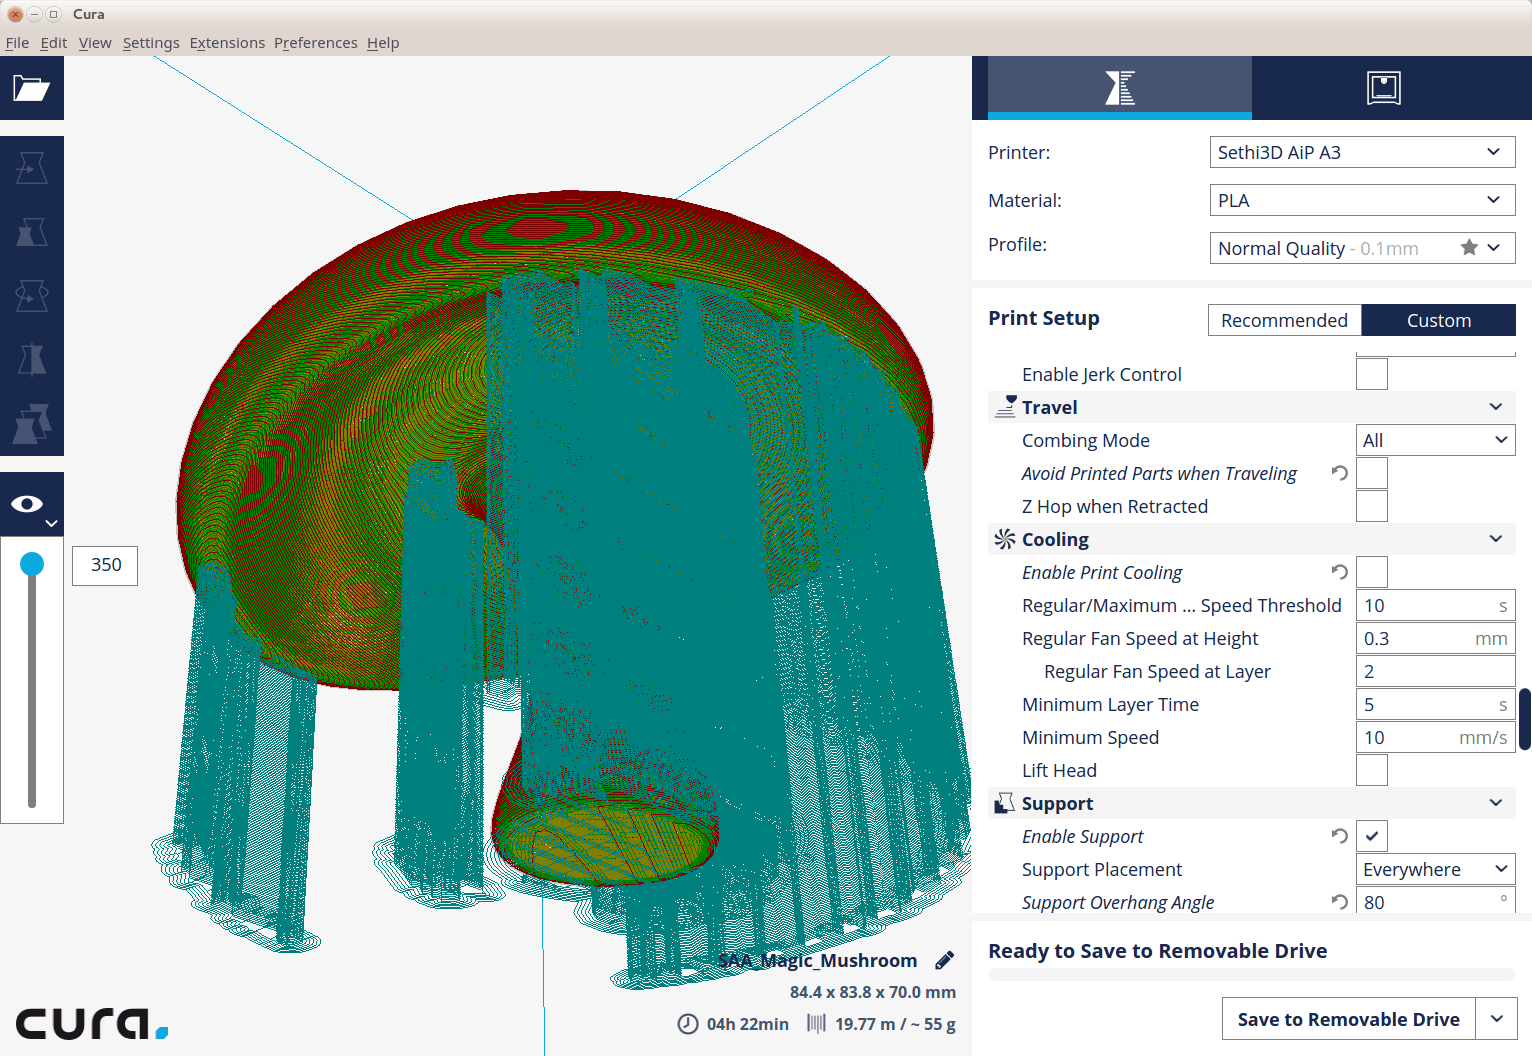 Cura
File Edit View Settings Extensions Preferences Help
350
SAA_Magic_Mushroom
84.4 x 83.8 x 70.0 mm
04h 22min 19.77 m / ~ 55 g
cura.
Printer: Sethi3D AiP A3
Material: PLA
Profile: Normal Quality - 0.1mm
Print Setup Recommended Custom
Enable Jerk Control
Travel
Combing Mode All
Avoid Printed Parts when Traveling
Z Hop when Retracted
Cooling
Enable Print Cooling
Regular/Maximum ... Speed Threshold 10 s
Regular Fan Speed at Height 0.3 mm
Regular Fan Speed at Layer 2
Minimum Layer Time 5 s
Minimum Speed 10 mm/s
Lift Head
Support
Enable Support
Support Placement Everywhere
Support Overhang Angle 80 °
Ready to Save to Removable Drive
Save to Removable Drive